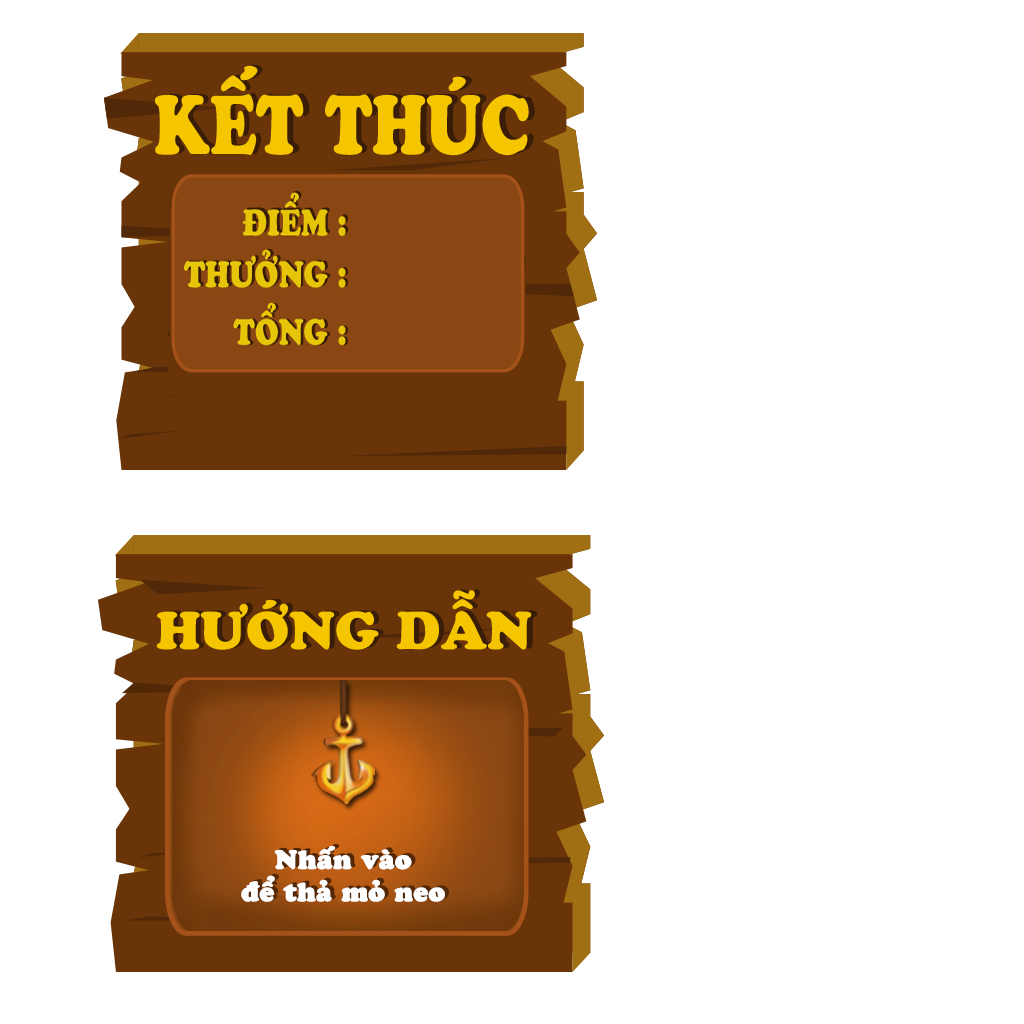 KẾT THÚC
ĐIỂM :
THƯỞNG :
TỔNG :
HƯỚNG DẪN
Nhấn vào
để thả mỏ neo